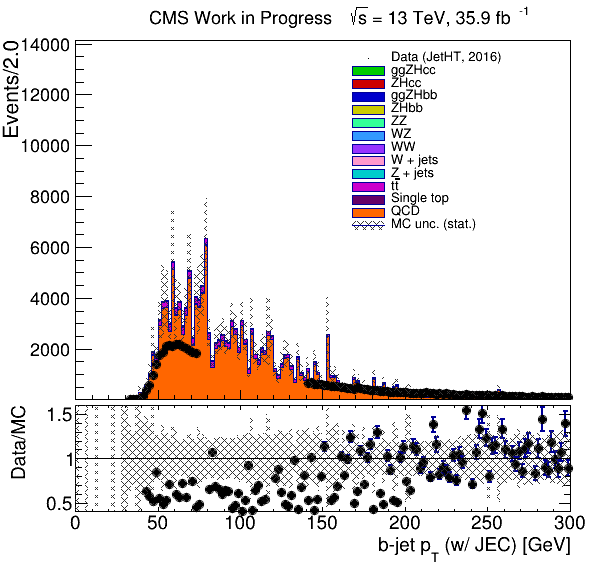 CMS Work in Progress √s = 13 TeV, 35.9 fb⁻¹
Events/2.0
14000
12000
10000
8000
6000
4000
2000
Data (JetHT, 2016)
ggZHcc
ZHcc
ggZHbb
ZHbb
ZZ
WZ
WW
W + jets
Z + jets
tt̅
Single top
QCD
MC unc. (stat.)
Data/MC
1.5
1
0.5
0 50 100 150 200 250 300
b-jet p_T (w/ JEC) [GeV]